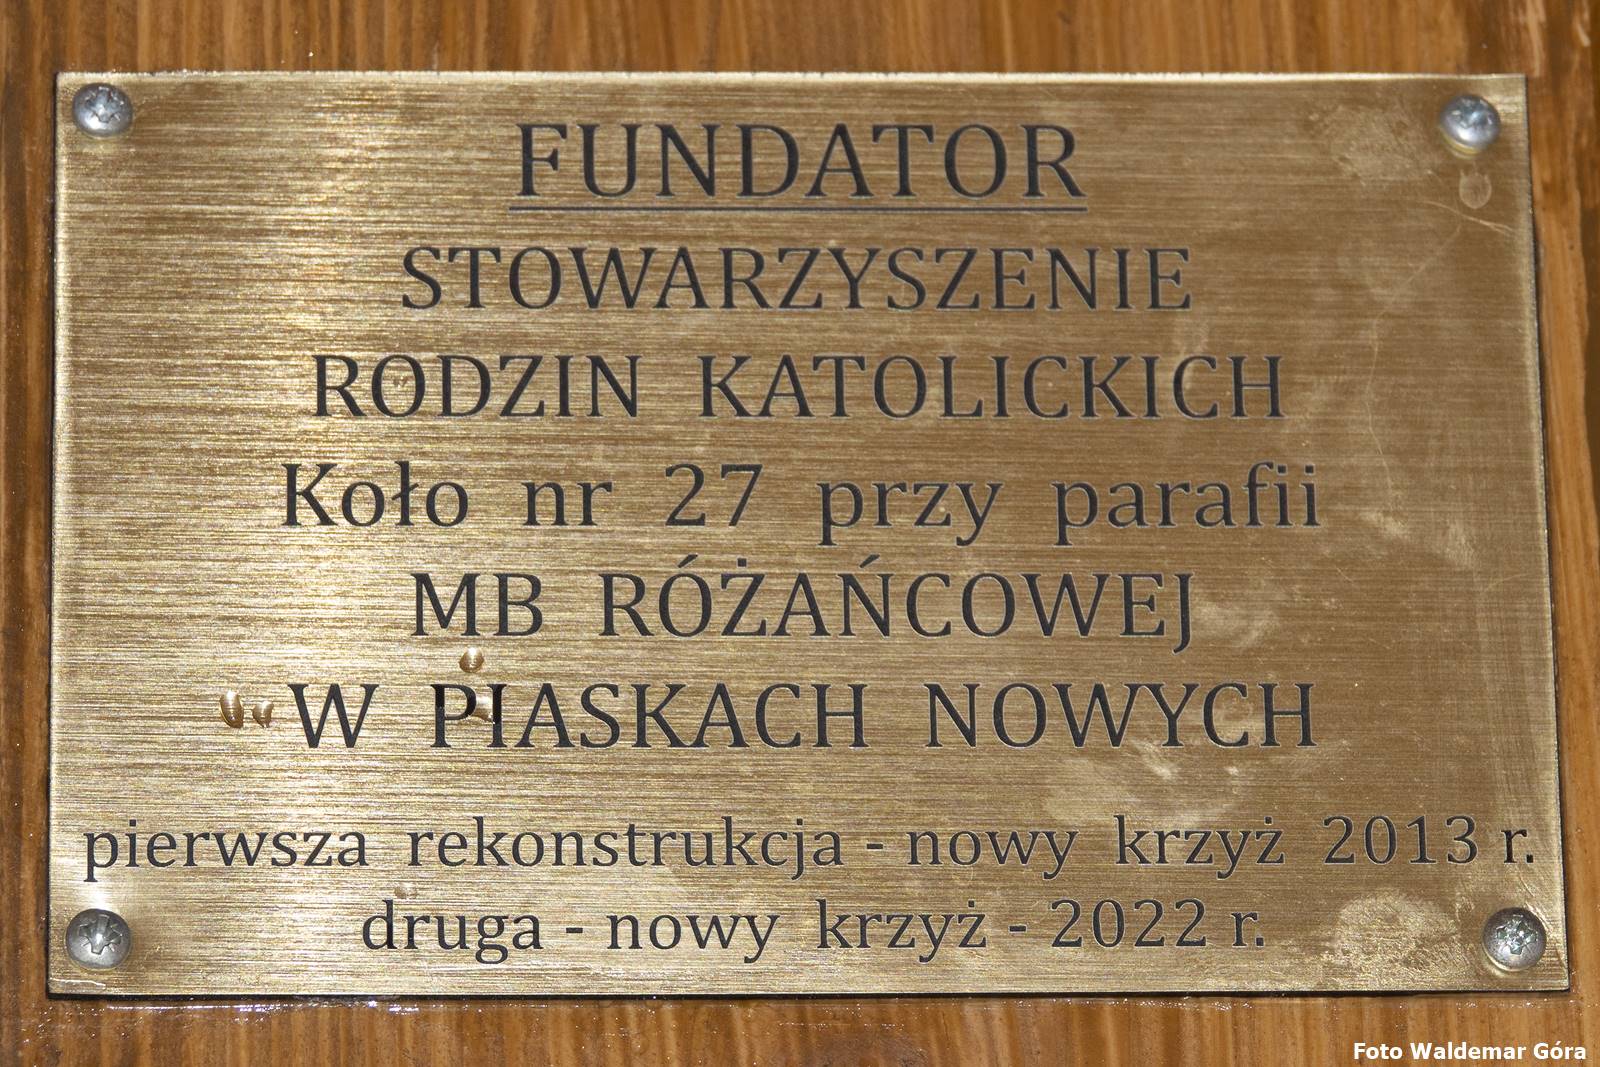 FUNDATOR
STOWARZYSZENIE
RODZIN KATOLICKICH
Koło nr 27 przy parafii
MB RÓŻAŃCOWEJ
W PIASKACH NOWYCH
pierwsza rekonstrukcja - nowy krzyż 2013 r.
druga - nowy krzyż - 2022 r.
Foto Waldemar Góra